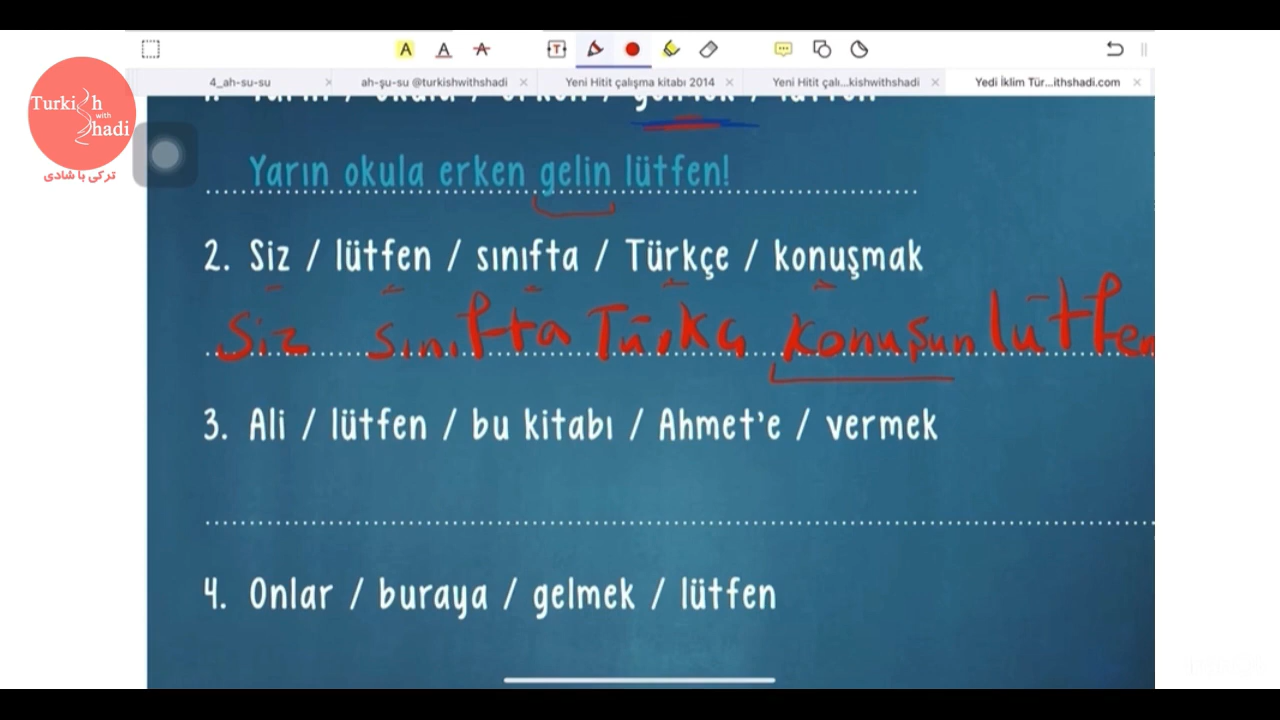 4_ah-su-su
ah-şu-su @turkishwithshadi
Yeni Hitit çalışma kitabı 2014
Yeni Hitit çalı...kishwithshadi
Yedi İklim Tür...ithshadi.com
Turkish
with
Shadi
ترکی با شادی
Yarın okula erken gelin lütfen!
2. Siz / lütfen / sınıfta / Türkçe / konuşmak
Siz sınıfta Türkç konuşun lütfen
3. Ali / lütfen / bu kitabı / Ahmet'e / vermek
4. Onlar / buraya / gelmek / lütfen